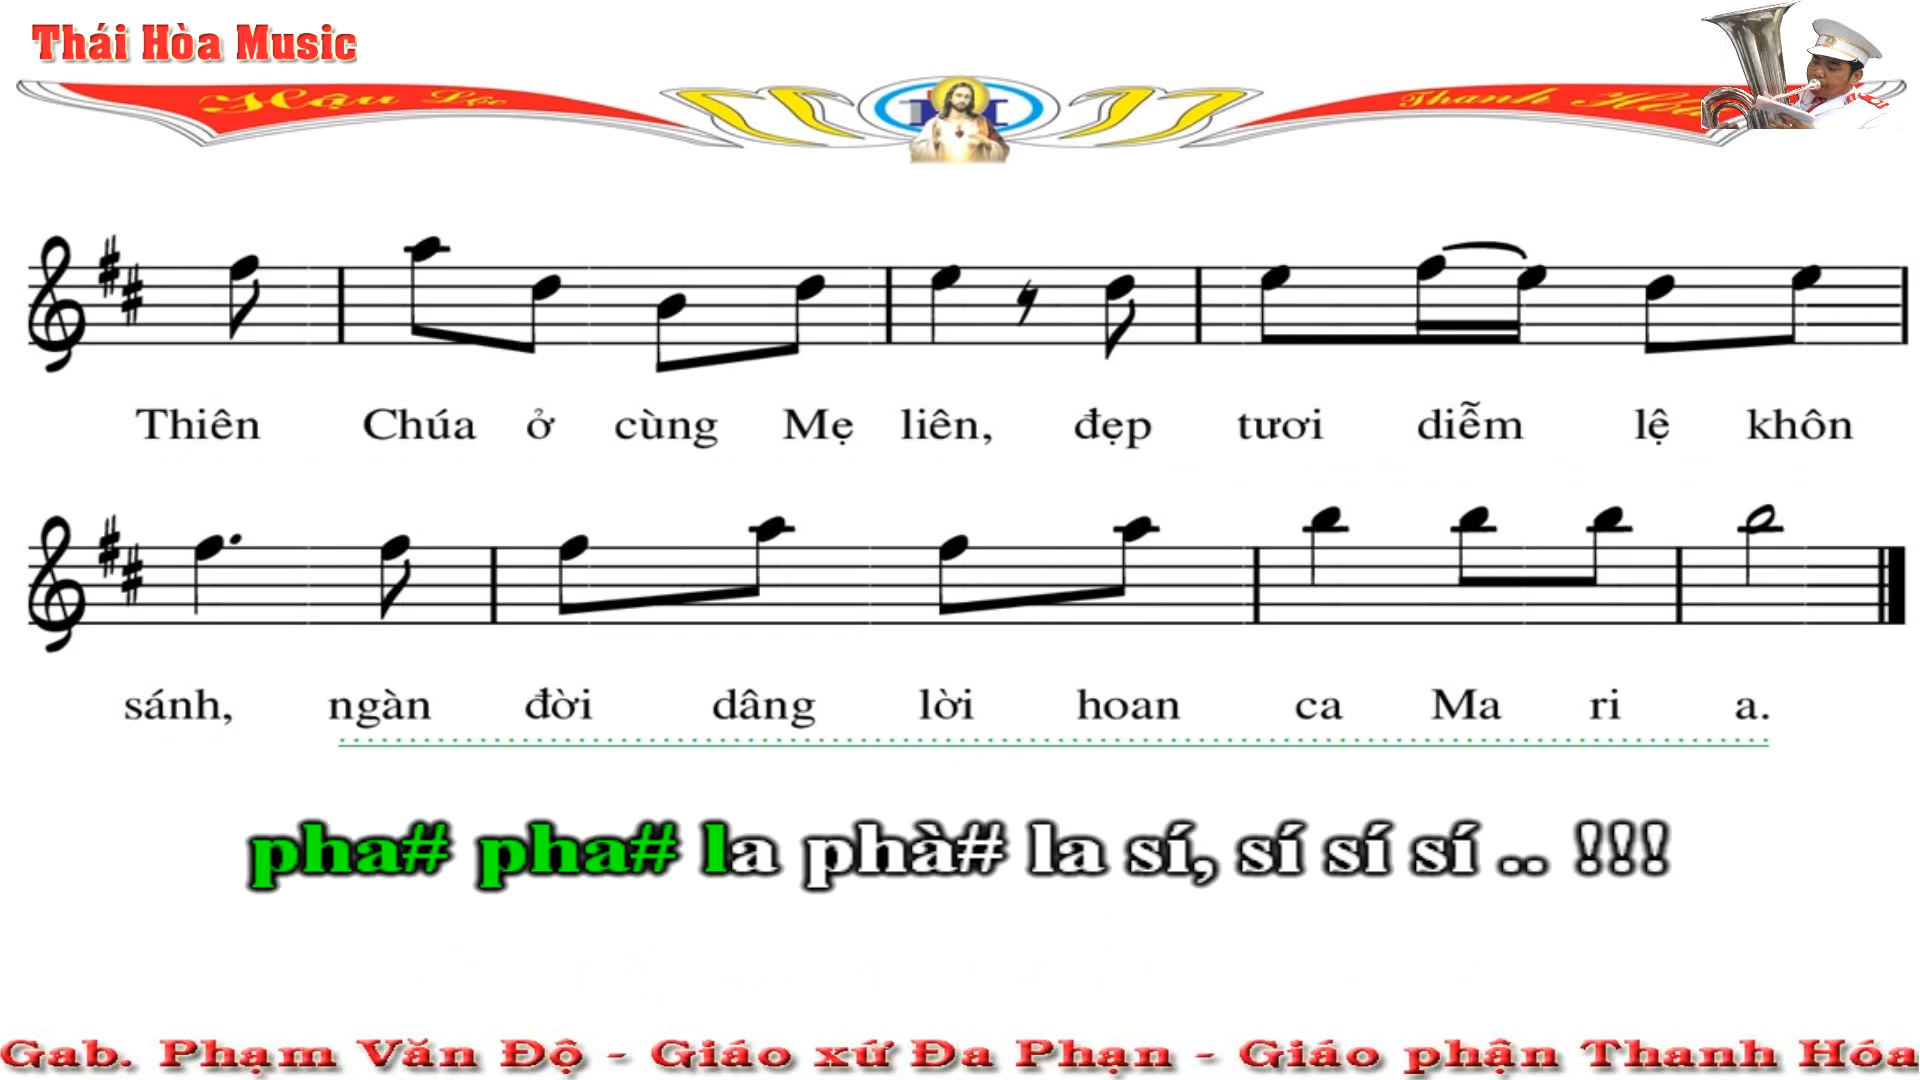 Thái Hòa Music
Hậu Lộc
Thanh Hóa
Thiên Chúa ở cùng Mẹ liên, đẹp tươi diễm lệ khôn
sánh, ngàn đời dâng lời hoan ca Ma ri a.
pha# pha# la phà# la sí, sí sí sí .. !!!
Gab. Phạm Văn Độ - Giáo xứ Đa Phạn - Giáo phận Thanh Hóa